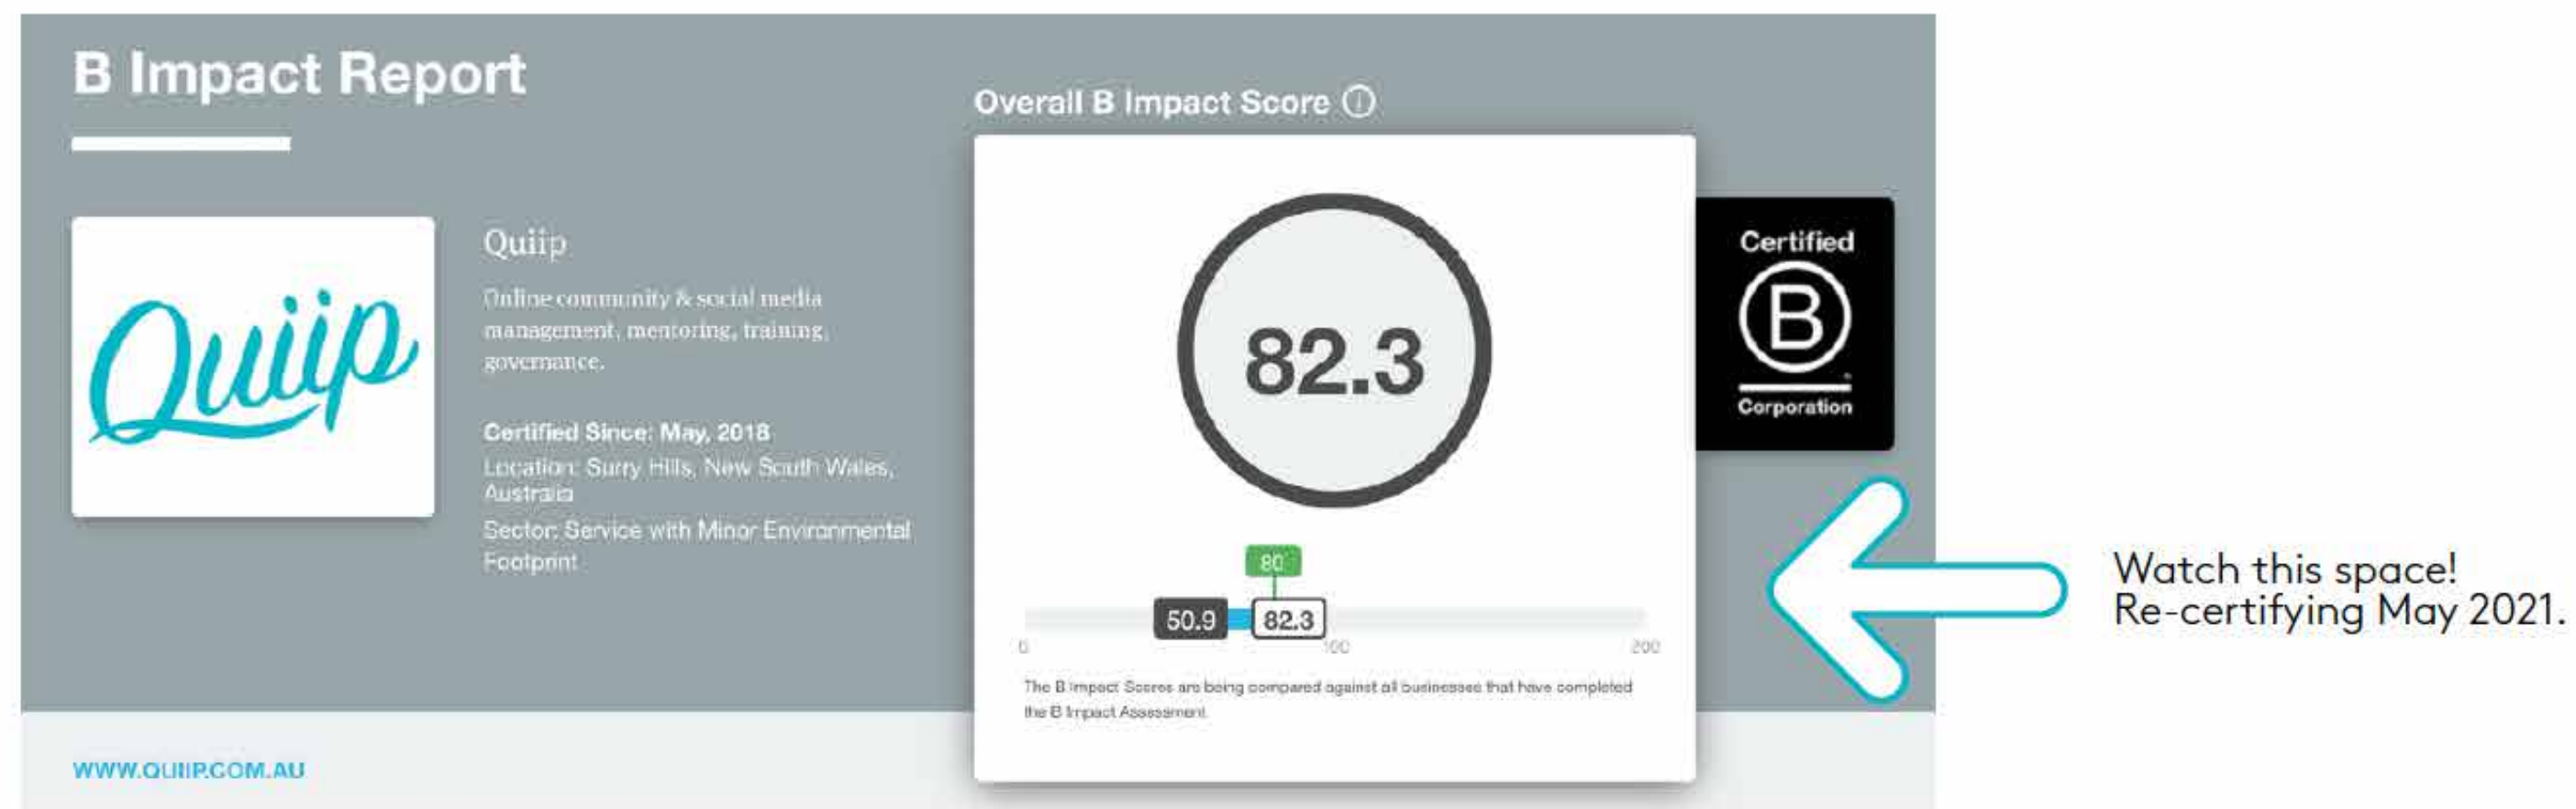 B Impact Report
Quiip
Quiip
Online community & social media
management, mentoring, training,
governance.
Certified Since: May, 2018
Location: Surry Hills, New South Wales,
Australia
Sector: Service with Minor Environmental
Footprint
WWW.QUIIP.COM.AU
Overall B Impact Score i
82.3
80
50.9 82.3
0 100 200
The B Impact Scores are being compared against all businesses that have completed
the B Impact Assessment
Certified
B
Corporation
Watch this space!
Re-certifying May 2021.